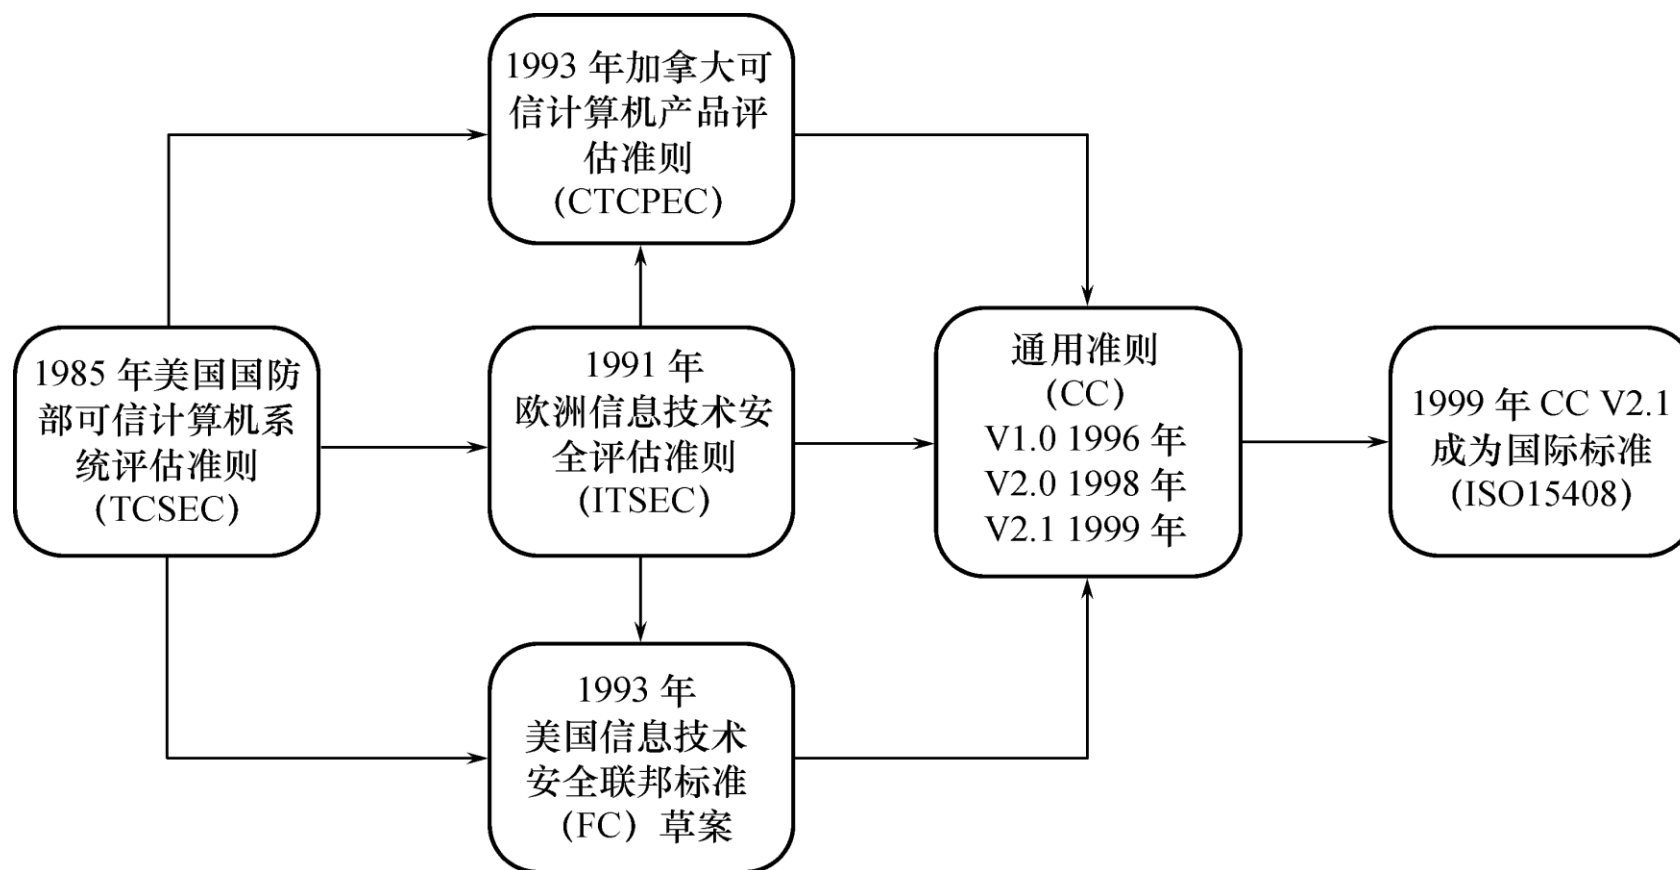 1993 年加拿大可
信计算机产品评
估准则
（CTCPEC）
1985 年美国国防
部可信计算机系
统评估准则
（TCSEC）
1991 年
欧洲信息技术安
全评估准则
（ITSEC）
1993 年
美国信息技术
安全联邦标准
（FC）草案
通用准则
（CC）
V1.0 1996 年
V2.0 1998 年
V2.1 1999 年
1999 年 CC V2.1
成为国际标准
（ISO15408）